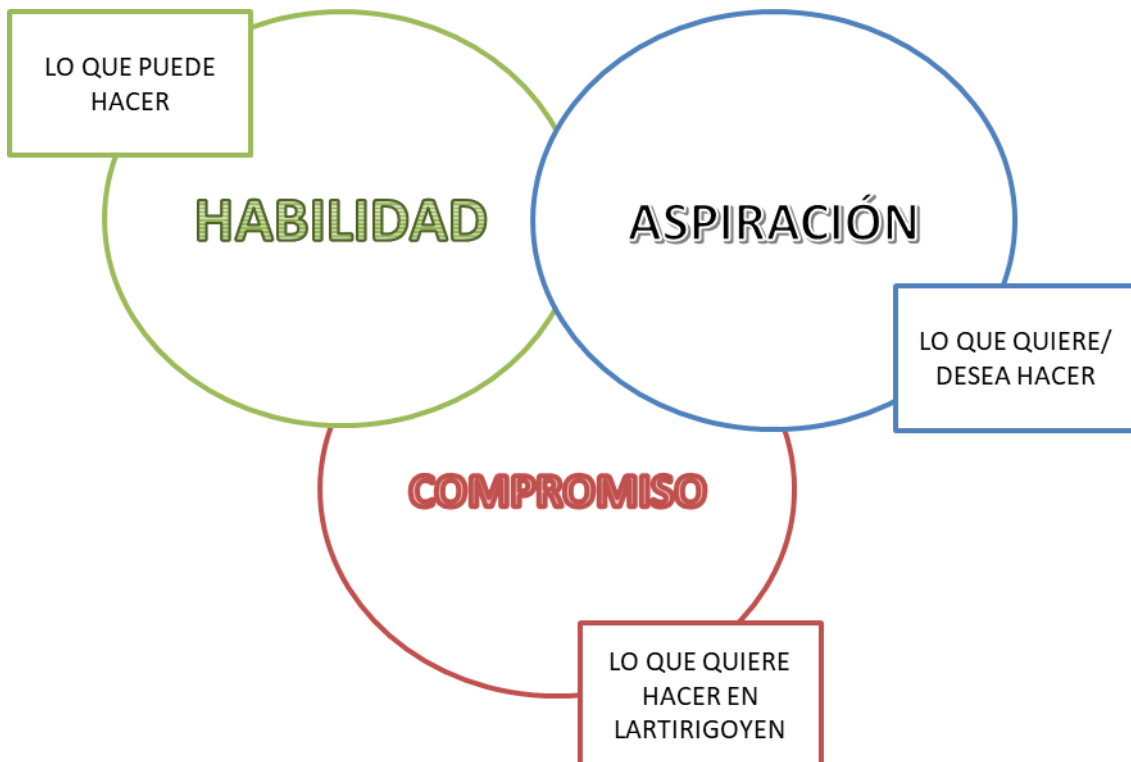 LO QUE PUEDE
HACER
HABILIDAD
ASPIRACIÓN
LO QUE QUIERE/
DESEA HACER
COMPROMISO
LO QUE QUIERE
HACER EN
LARTIRIGOYEN